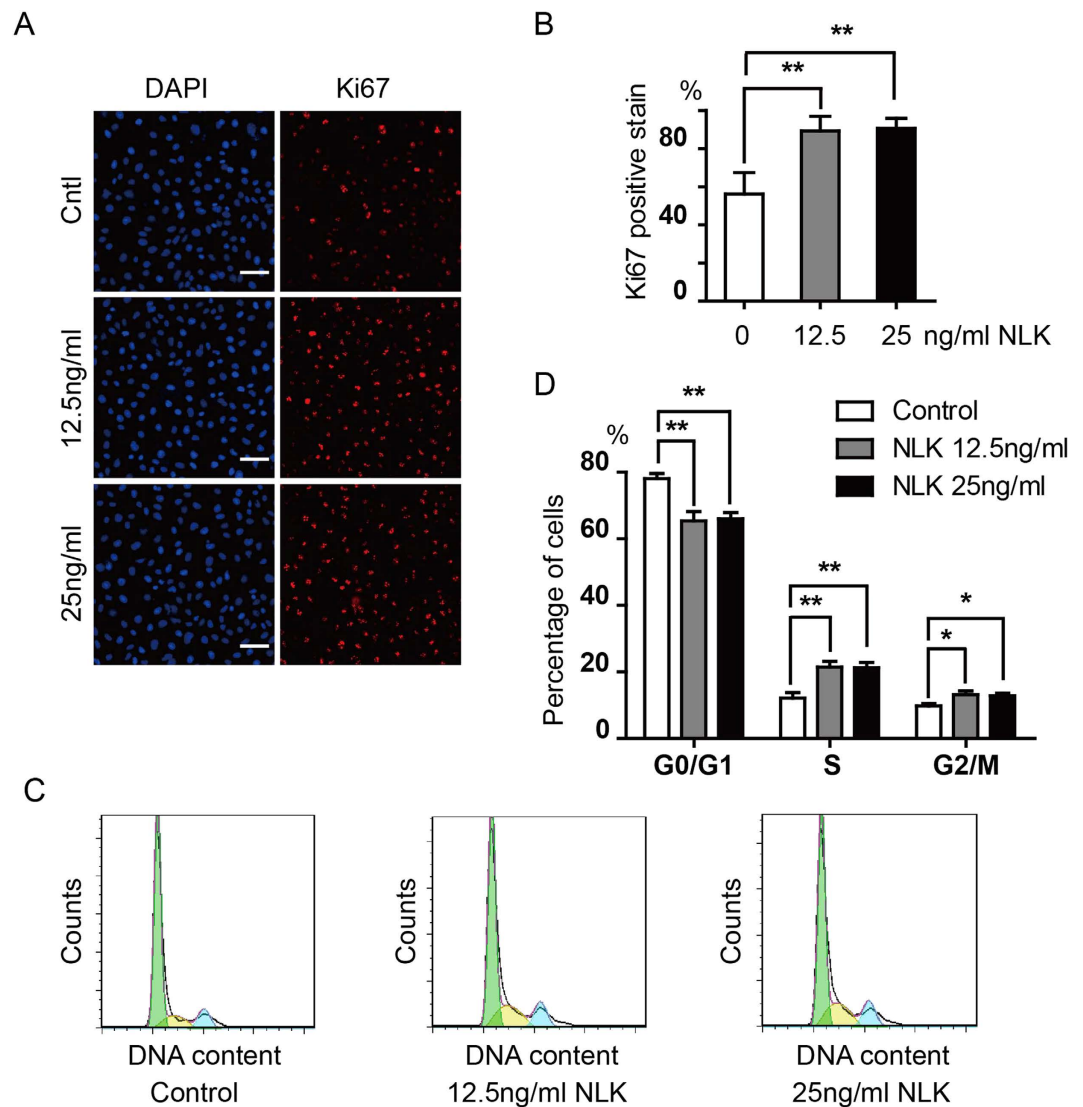 A
DAPI
Ki67
Cntl
12.5ng/ml
25ng/ml
B
**
**
%
Ki67 positive stain
80
40
0
0
12.5
25
ng/ml NLK
D
Control
NLK 12.5ng/ml
NLK 25ng/ml
%
Percentage of cells
80
60
40
20
0
**
**
**
**
*
*
G0/G1
S
G2/M
C
Counts
DNA content
Control
Counts
DNA content
12.5ng/ml NLK
Counts
DNA content
25ng/ml NLK